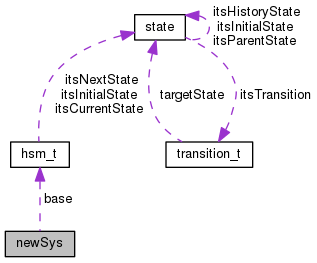 itsHistoryState
itsInitialState
itsParentState
state
itsNextState
itsInitialState
itsCurrentState
targetState
itsTransition
hsm_t
transition_t
base
newSys